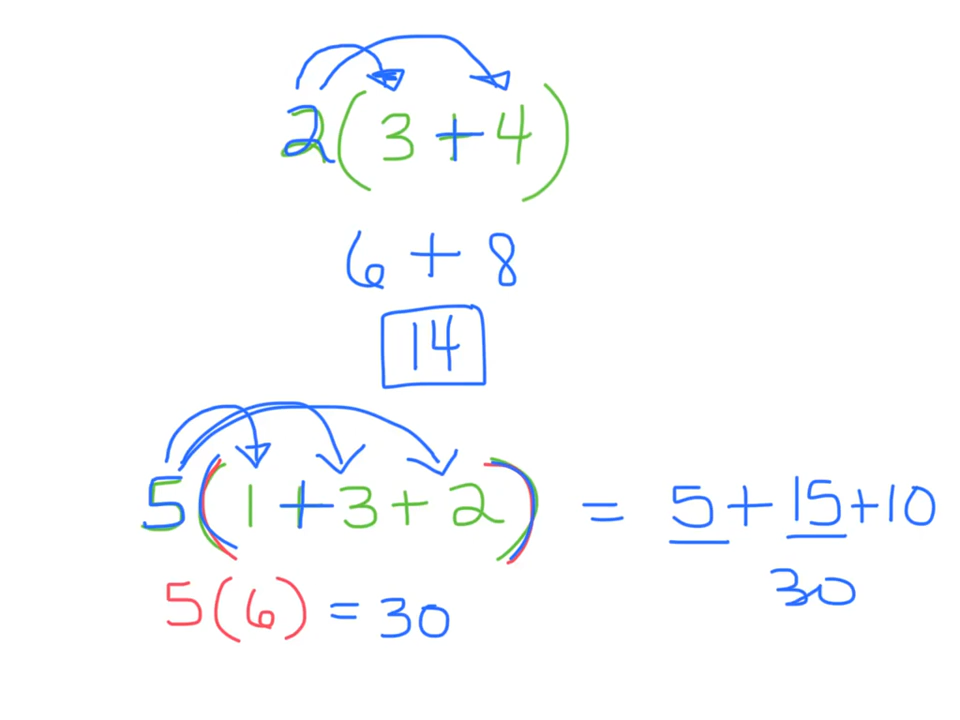 2(3+4)
6+8
14
5(1+3+2) = 5+15+10
5(6) = 30
30